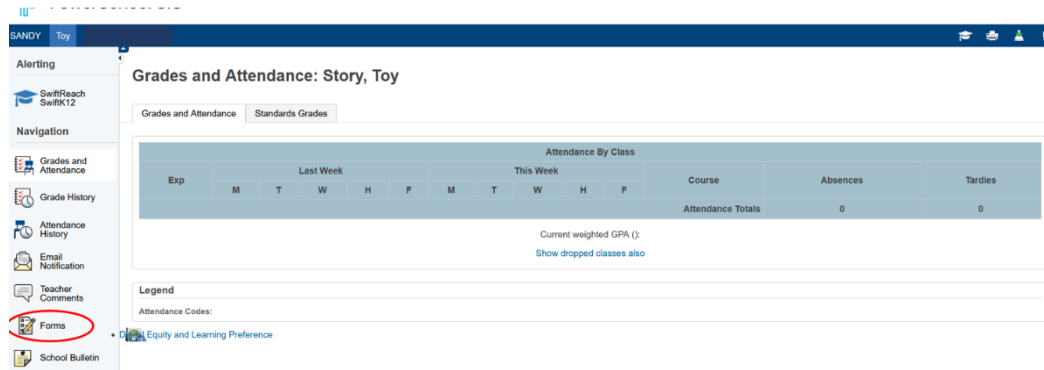 SANDY Toy
Alerting
Grades and Attendance: Story, Toy
SwiftReach
SwiftK12
Grades and Attendance Standards Grades
Navigation
Attendance By Class
Exp Last Week This Week Course Absences Tardies
M T W H F M T W H F
Attendance Totals 0 0
Current weighted GPA ():
Show dropped classes also
Grades and
Attendance
Grade History
Attendance
History
Email
Notification
Teacher
Comments
Forms
School Bulletin
Legend
Attendance Codes:
Equity and Learning Preference